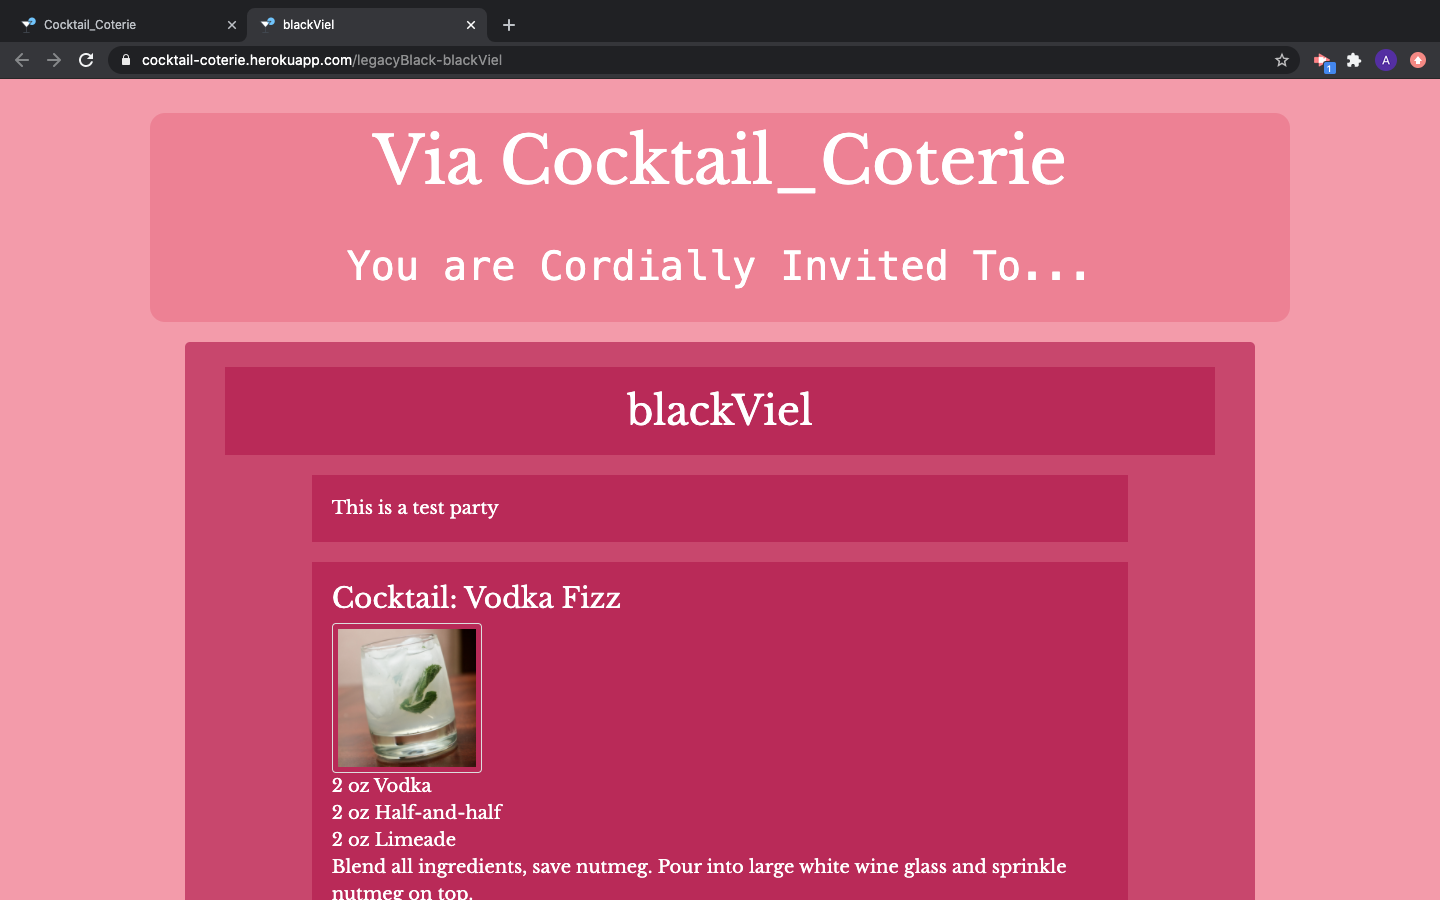 Cocktail_Coterie
blackViel
cocktail-coterie.herokuapp.com/legacyBlack-blackViel
1
A
Via Cocktail_Coterie
You are Cordially Invited To...
blackViel
This is a test party
Cocktail: Vodka Fizz
2 oz Vodka
2 oz Half-and-half
2 oz Limeade
Blend all ingredients, save nutmeg. Pour into large white wine glass and sprinkle
nutmeg on top.